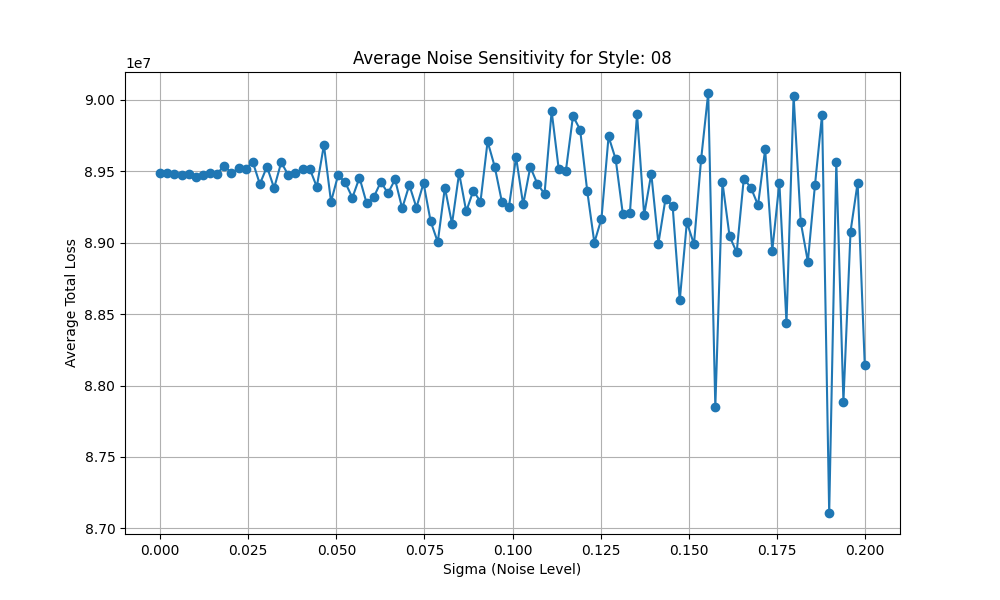 Average Noise Sensitivity for Style: 08
1e7
9.00
8.95
8.90
8.85
8.80
8.75
8.70
Average Total Loss
0.000 0.025 0.050 0.075 0.100 0.125 0.150 0.175 0.200
Sigma (Noise Level)